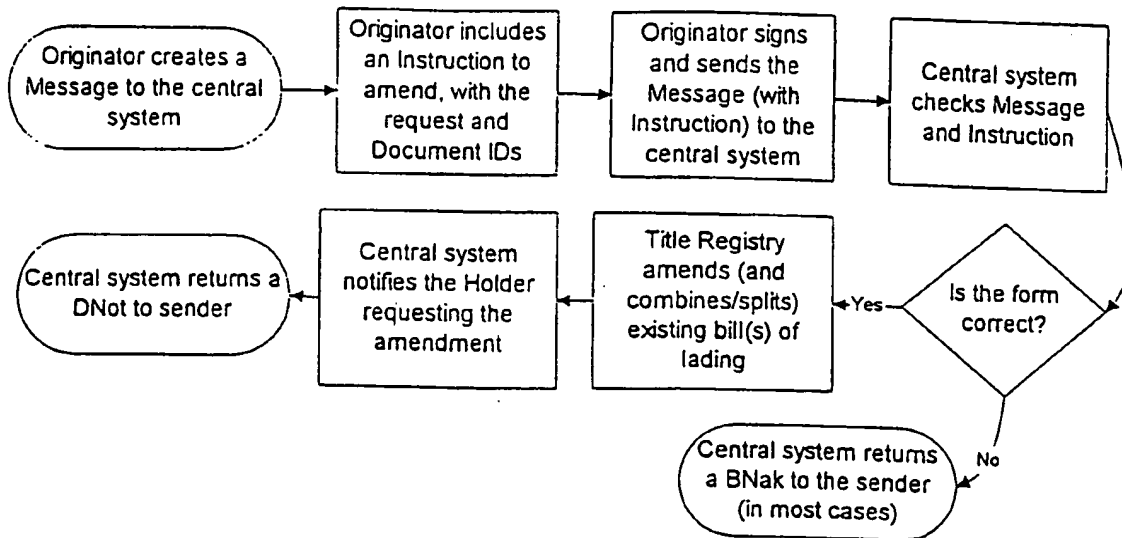 Originator creates a
Message to the central
system
Originator includes
an Instruction to
amend, with the
request and
Document IDs
Originator signs
and sends the
Message (with
Instruction) to the
central system
Central system
checks Message
and Instruction
Is the form
correct?
Yes
Title Registry
amends (and
combines/splits)
existing bill(s) of
lading
Central system
notifies the Holder
requesting the
amendment
Central system returns a
DNot to sender
No
Central system returns
a BNak to the sender
(in most cases)